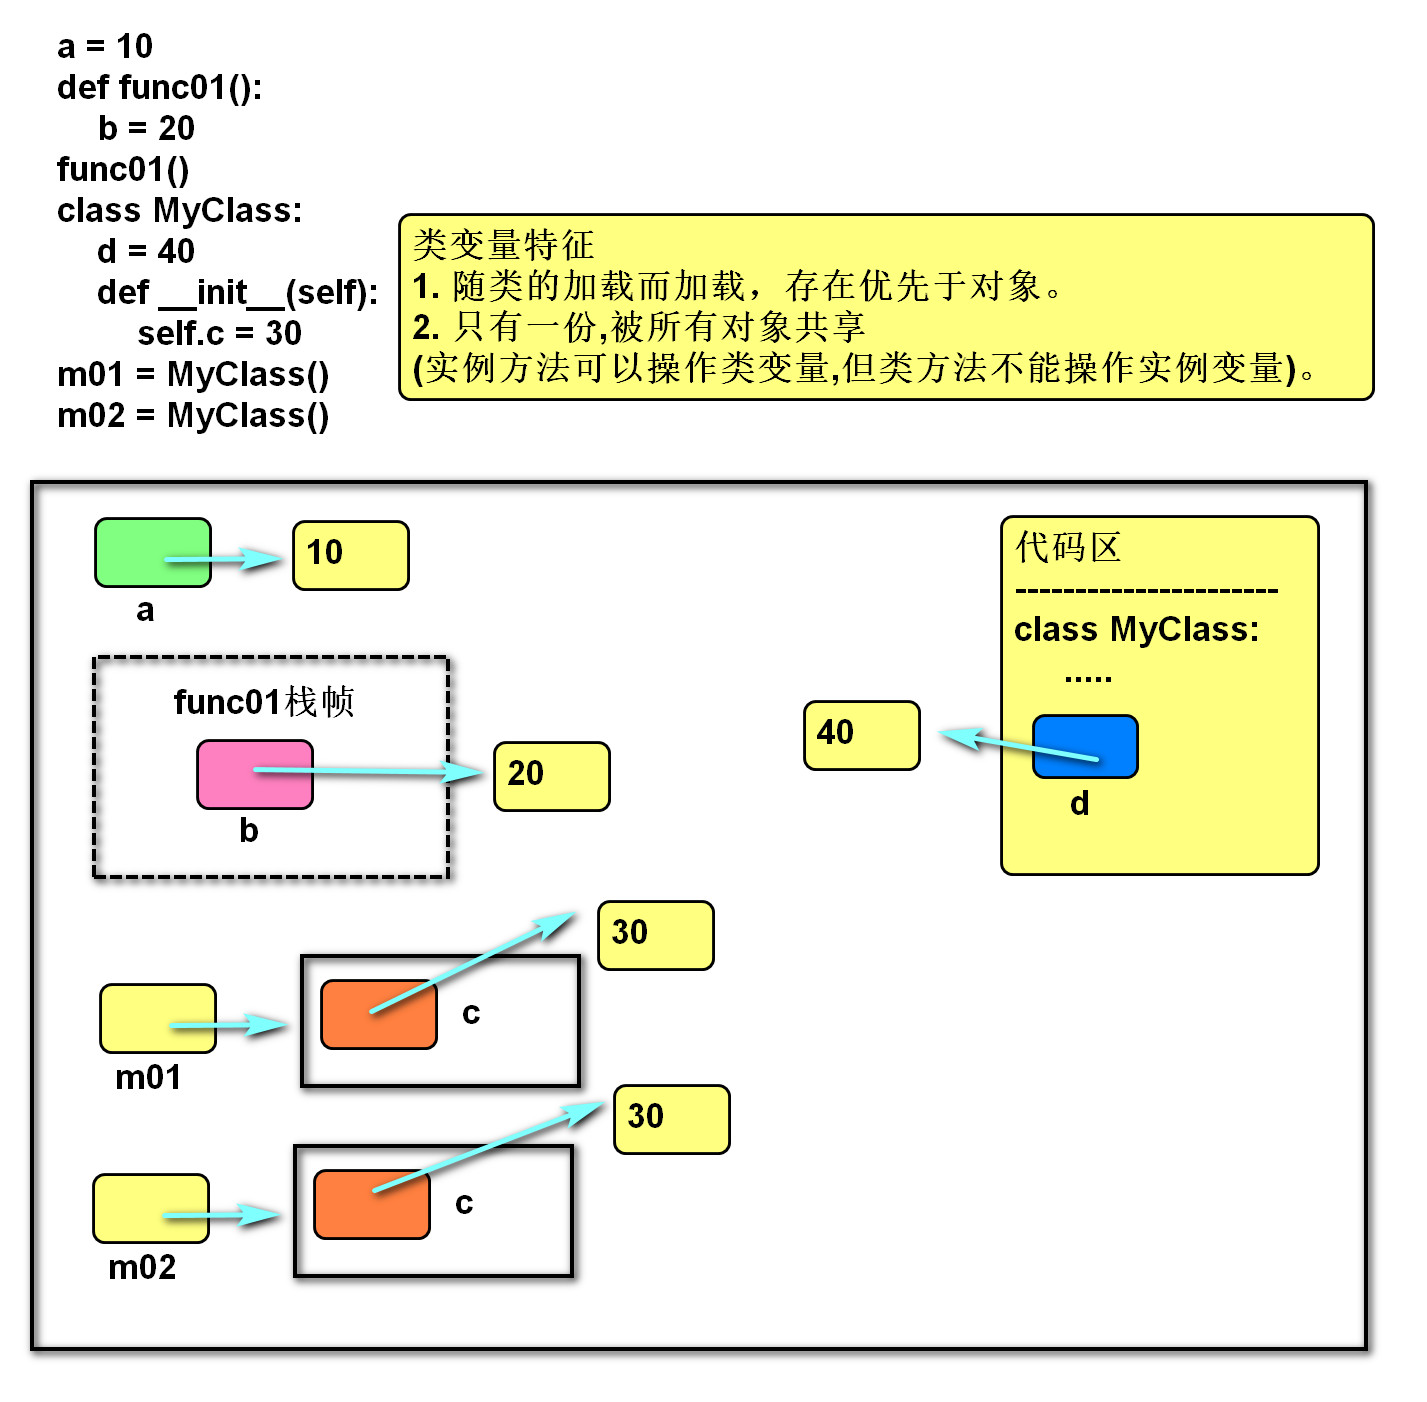 a = 10
def func01():
b = 20
func01()
class MyClass:
d = 40
def __init__(self):
self.c = 30
m01 = MyClass()
m02 = MyClass()
类变量特征
1. 随类的加载而加载，存在优先于对象。
2. 只有一份,被所有对象共享
(实例方法可以操作类变量,但类方法不能操作实例变量)。
10
a
代码区
----------------------
class MyClass:
.....
func01栈帧
40
20
d
b
30
c
m01
30
c
m02